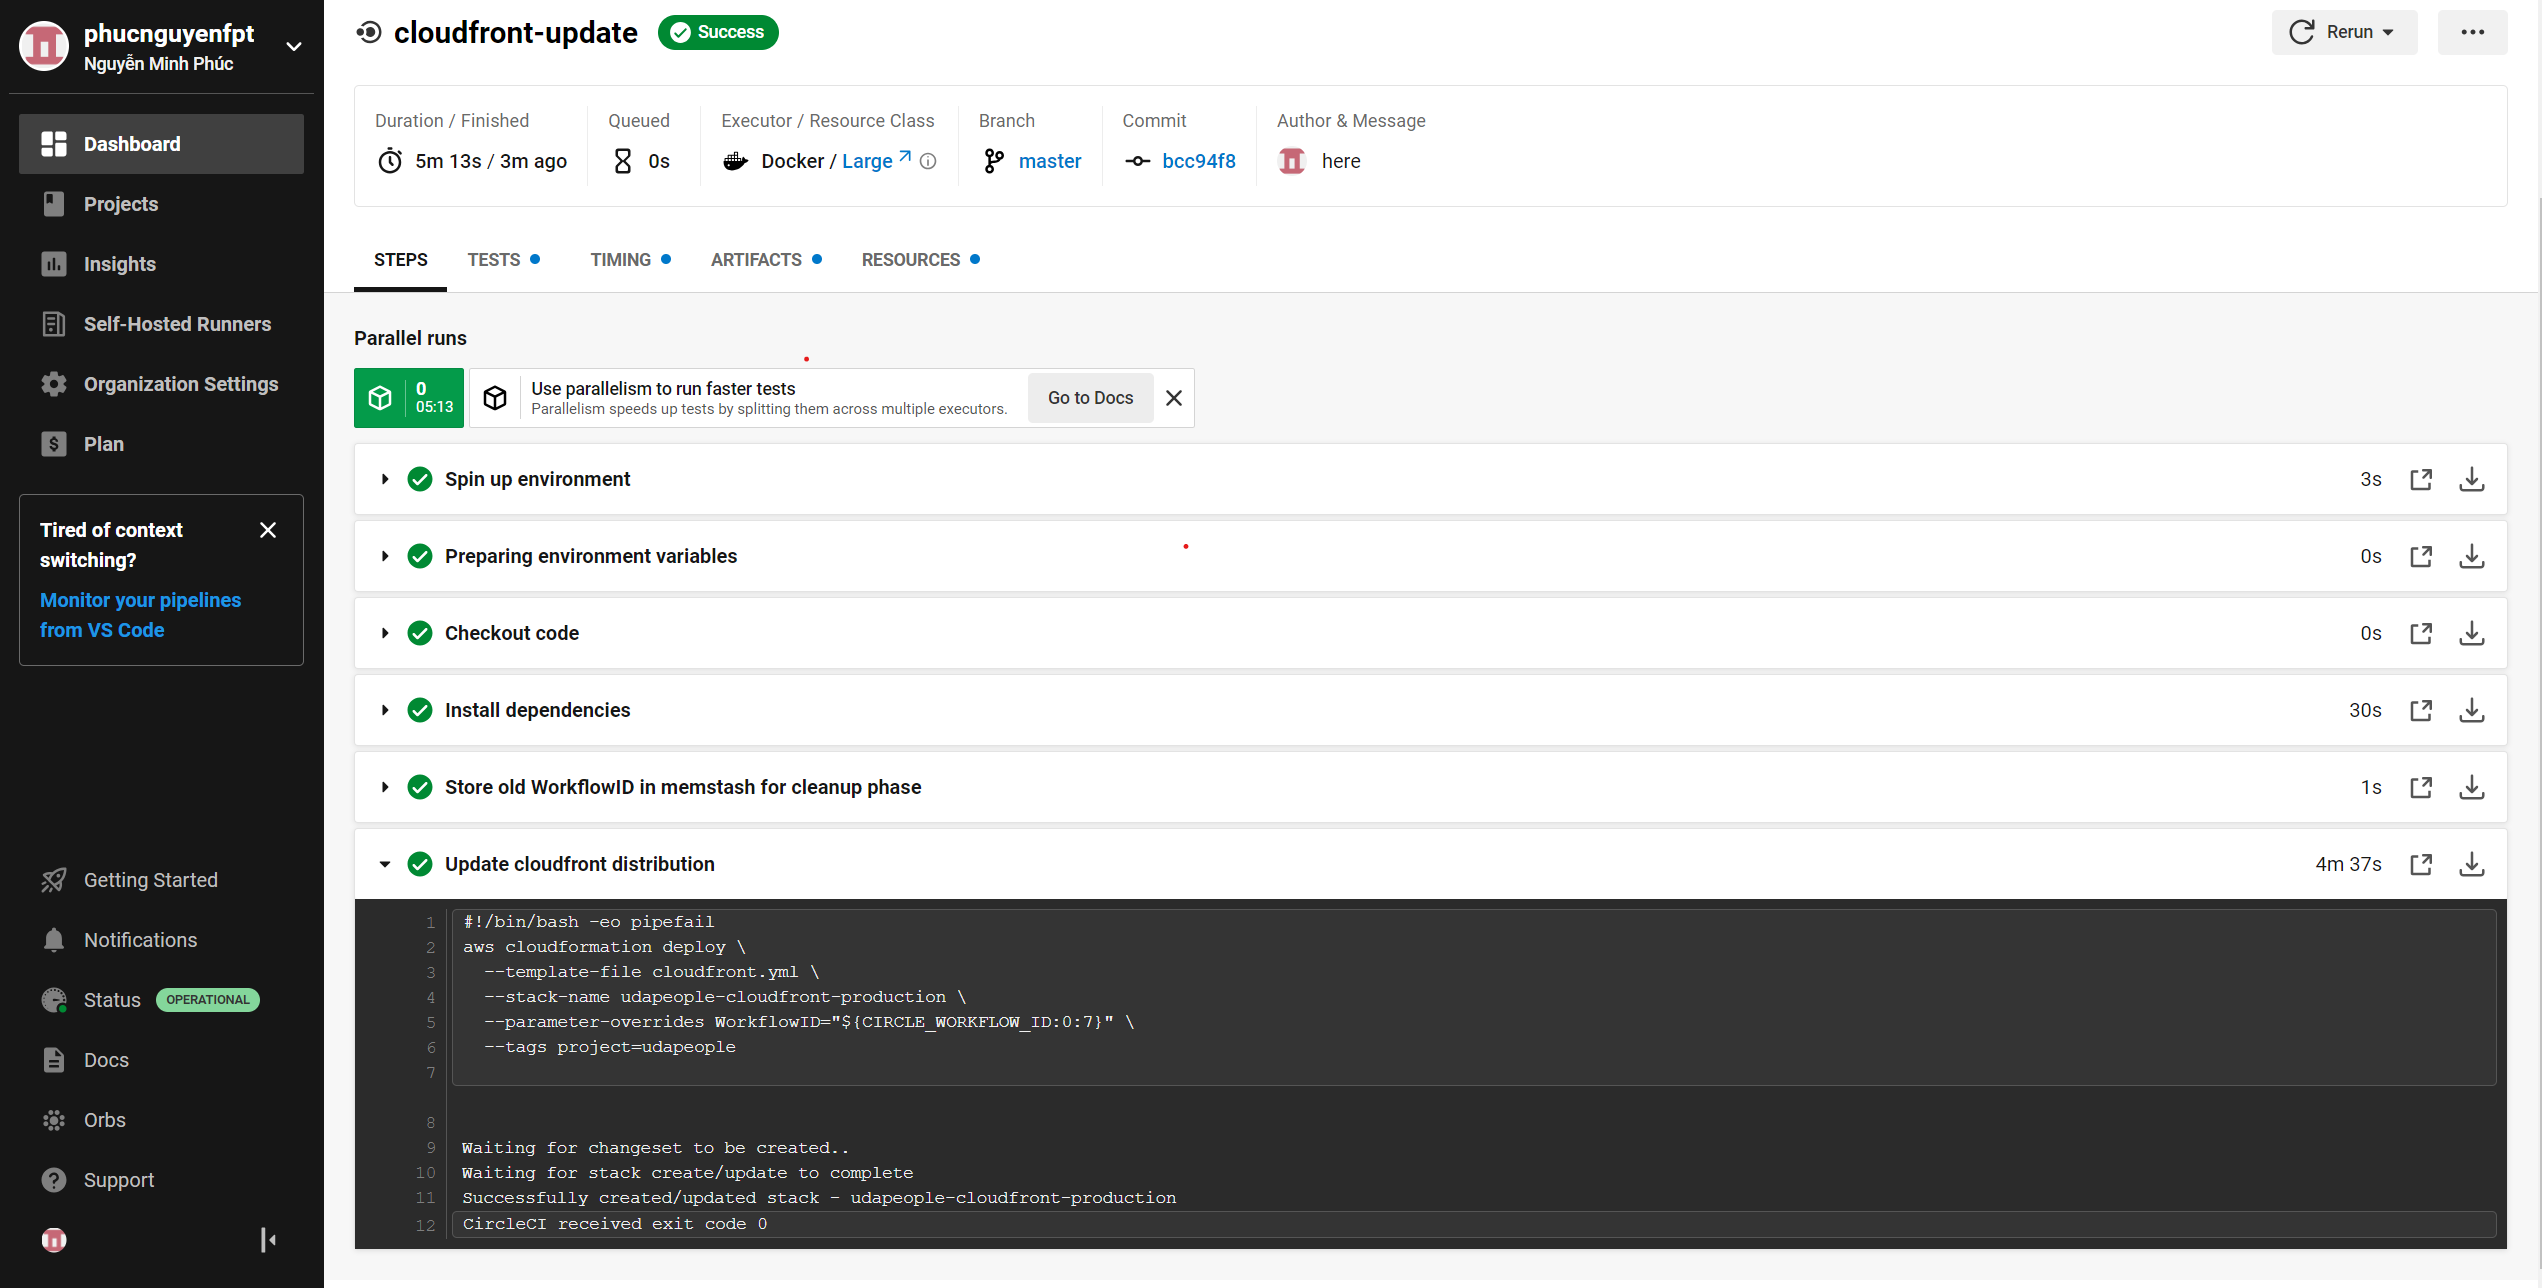 phucnguyenfpt
Nguyễn Minh Phúc
Dashboard
Projects
Insights
Self-Hosted Runners
Organization Settings
Plan
Tired of context
switching?
Monitor your pipelines
from VS Code
Getting Started
Notifications
Status OPERATIONAL
Docs
Orbs
Support
cloudfront-update Success
Rerun
Duration / Finished
5m 13s / 3m ago
Queued
0s
Executor / Resource Class
Docker / Large
Branch
master
Commit
bcc94f8
Author & Message
here
STEPS TESTS TIMING ARTIFACTS RESOURCES
Parallel runs
0
05:13
Use parallelism to run faster tests
Parallelism speeds up tests by splitting them across multiple executors.
Go to Docs
Spin up environment 3s
Preparing environment variables 0s
Checkout code 0s
Install dependencies 30s
Store old WorkflowID in memstash for cleanup phase 1s
Update cloudfront distribution 4m 37s
1 #!/bin/bash -eo pipefail
2 aws cloudformation deploy \
3 --template-file cloudfront.yml \
4 --stack-name udapeople-cloudfront-production \
5 --parameter-overrides WorkflowID="${CIRCLE_WORKFLOW_ID:0:7}" \
6 --tags project=udapeople
7
8
9 Waiting for changeset to be created..
10 Waiting for stack create/update to complete
11 Successfully created/updated stack - udapeople-cloudfront-production
12 CircleCI received exit code 0